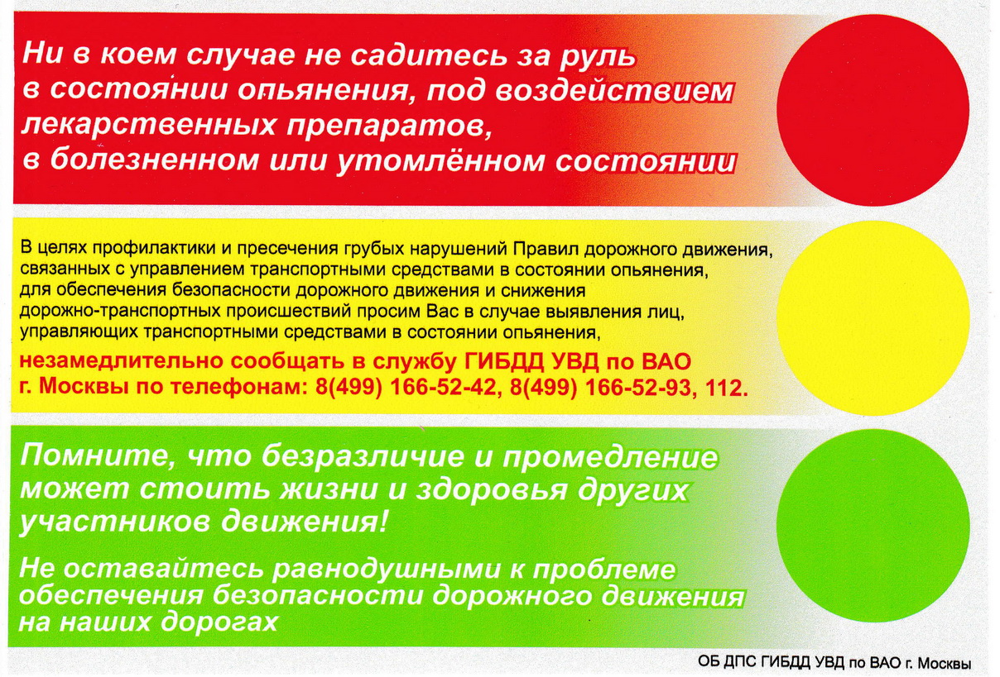 Ни в коем случае не садитесь за руль
в состоянии опьянения, под воздействием
лекарственных препаратов,
в болезненном или утомлённом состоянии
В целях профилактики и пресечения грубых нарушений Правил дорожного движения,
связанных с управлением транспортными средствами в состоянии опьянения,
для обеспечения безопасности дорожного движения и снижения
дорожно-транспортных происшествий просим Вас в случае выявления лиц,
управляющих транспортными средствами в состоянии опьянения,
незамедлительно сообщать в службу ГИБДД УВД по ВАО
г. Москвы по телефонам: 8(499) 166-52-42, 8(499) 166-52-93, 112.
Помните, что безразличие и промедление
может стоить жизни и здоровья других
участников движения!
Не оставайтесь равнодушными к проблеме
обеспечения безопасности дорожного движения
на наших дорогах
ОБ ДПС ГИБДД УВД по ВАО г. Москвы